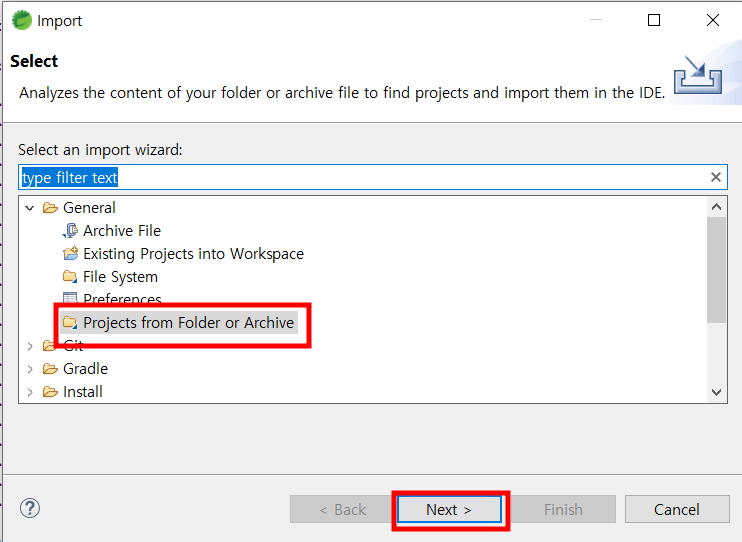 Import
Select
Analyzes the content of your folder or archive file to find projects and import them in the IDE.
Select an import wizard:
type filter text
General
Archive File
Existing Projects into Workspace
File System
Preferences
Projects from Folder or Archive
Git
Gradle
Install
?
< Back
Next >
Finish
Cancel